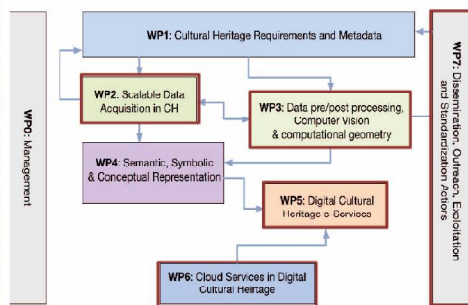 WP1: Cultural Heritage Requirements and Metadata
WP2. Scalable Data
Acquisition in CH
WP3: Data pre/post processing,
Computer Vision
& computational geometry
WP4: Semantic, Symbolic
& Conceptual Representation
WP5: Digital Cultural
Heritage e-Services
WP6: Cloud Services in Digital
Cultural Heirtage
WP0: Management
WP7: Dissemination, Outreach, Exploitation
and Standardization Actions